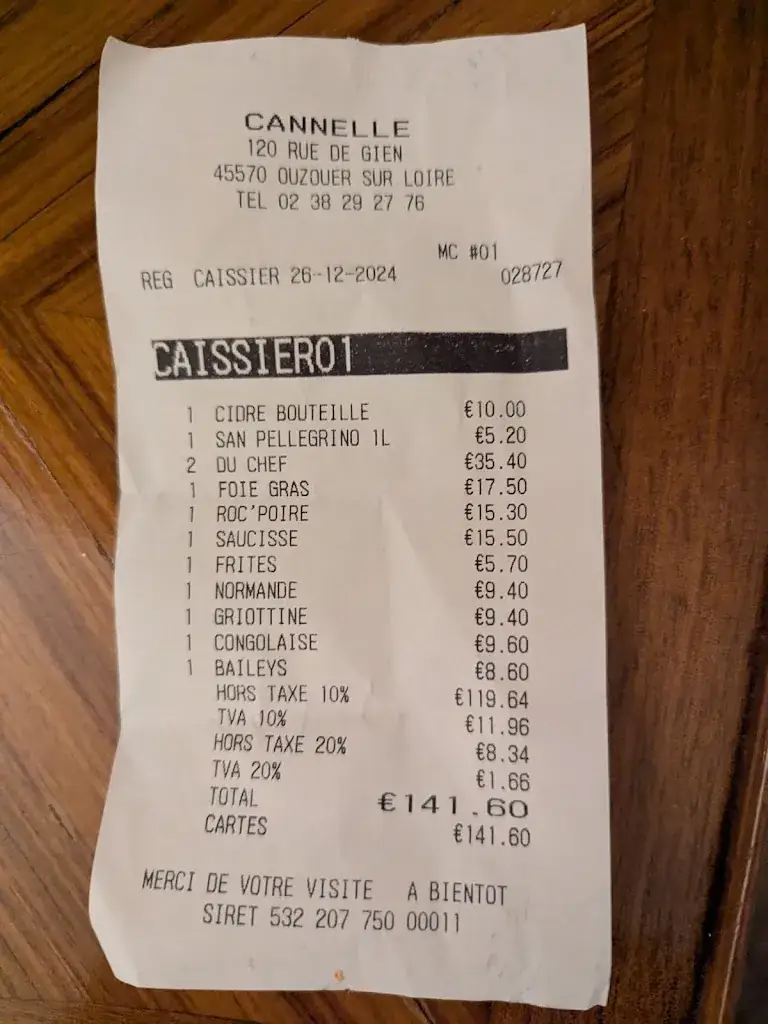 CANNELLE
120 RUE DE GIEN
45570 OUZOUER SUR LOIRE
TEL 02 38 29 27 76
MC #01
REG CAISSIER 26-12-2024 028727
CAISSIER01
1 CIDRE BOUTEILLE €10.00
1 SAN PELLEGRINO 1L €5.20
2 DU CHEF €35.40
1 FOIE GRAS €17.50
1 ROC'POIRE €15.30
1 SAUCISSE €15.50
1 FRITES €5.70
1 NORMANDE €9.40
1 GRIOTTINE €9.40
1 CONGOLAISE €9.60
1 BAILEYS €8.60
HORS TAXE 10% €119.64
TVA 10% €11.96
HORS TAXE 20% €8.34
TVA 20% €1.66
TOTAL €141.60
CARTES €141.60
MERCI DE VOTRE VISITE A BIENTOT
SIRET 532 207 750 00011